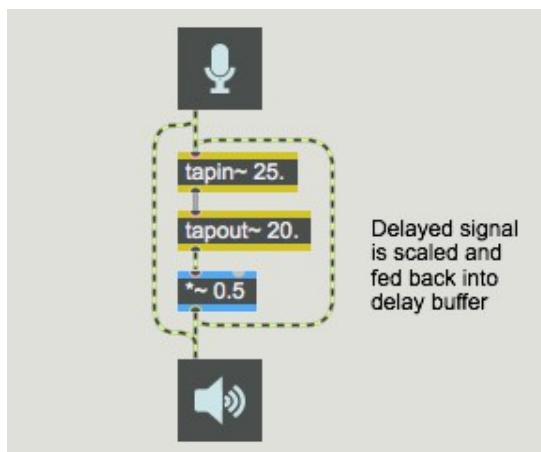 tapin~ 25.
tapout~ 20.
*~ 0.5
Delayed signal
is scaled and
fed back into
delay buffer